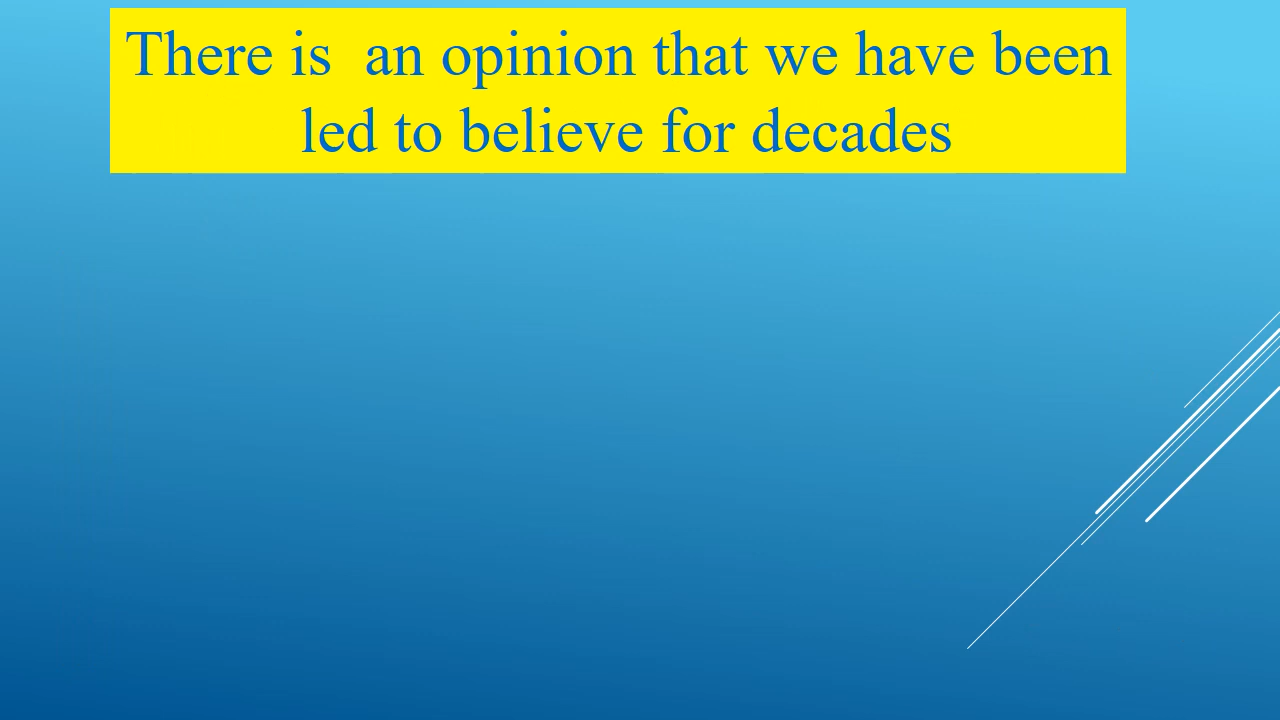 There is  an opinion that we have been
led to believe for decades